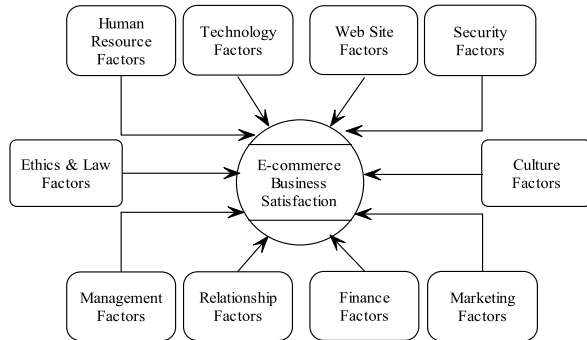 Human
Resource
Factors
Technology
Factors
Web Site
Factors
Security
Factors
Ethics & Law
Factors
E-commerce
Business
Satisfaction
Culture
Factors
Management
Factors
Relationship
Factors
Finance
Factors
Marketing
Factors